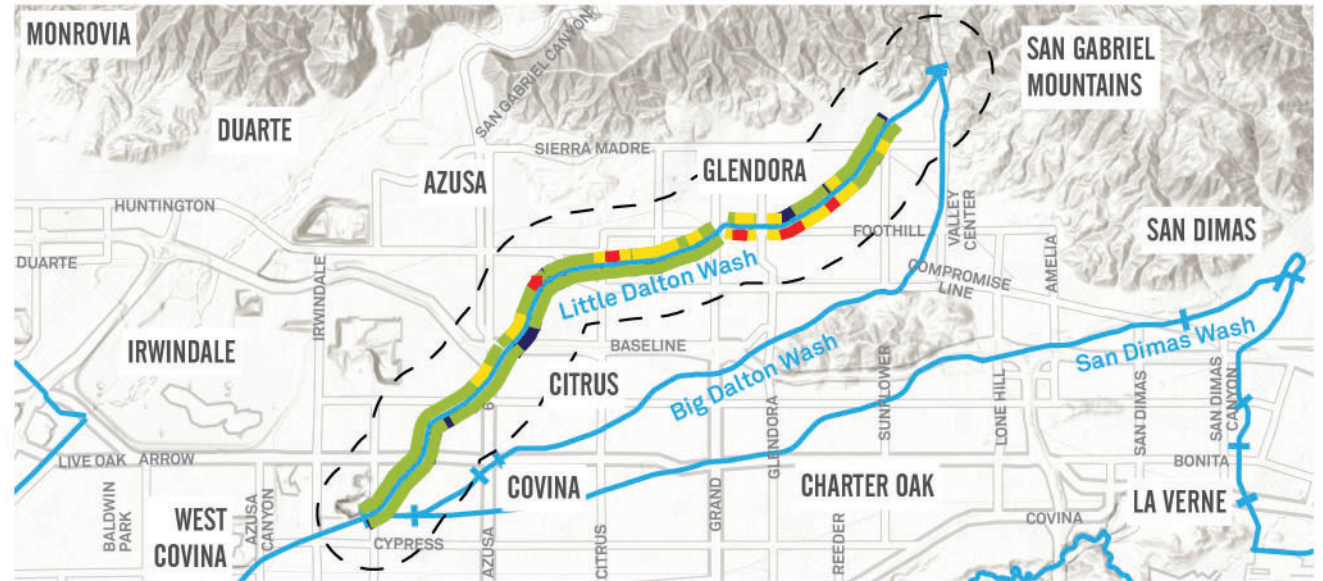 MONROVIA
SAN GABRIEL CANYON
SAN GABRIEL
MOUNTAINS
DUARTE
SIERRA MADRE
GLENDORA
AZUSA
HUNTINGTON
VALLEY
CENTER
SAN DIMAS
FOOTHILL
DUARTE
IRWINDALE
Little Dalton Wash
COMPROMISE
LINE
AMELIA
IRWINDALE
BASELINE
San Dimas Wash
CITRUS
Big Dalton Wash
SUNFLOWER
LONE HILL
SAN DIMAS
SAN DIMAS
CANYON
GLENDORA
LIVE OAK
ARROW
BONITA
BALDWIN
PARK
WEST
COVINA
AZUSA
CANYON
COVINA
CHARTER OAK
LA VERNE
GRAND
COVINA
CYPRESS
AZUSA
CITRUS
REEDER